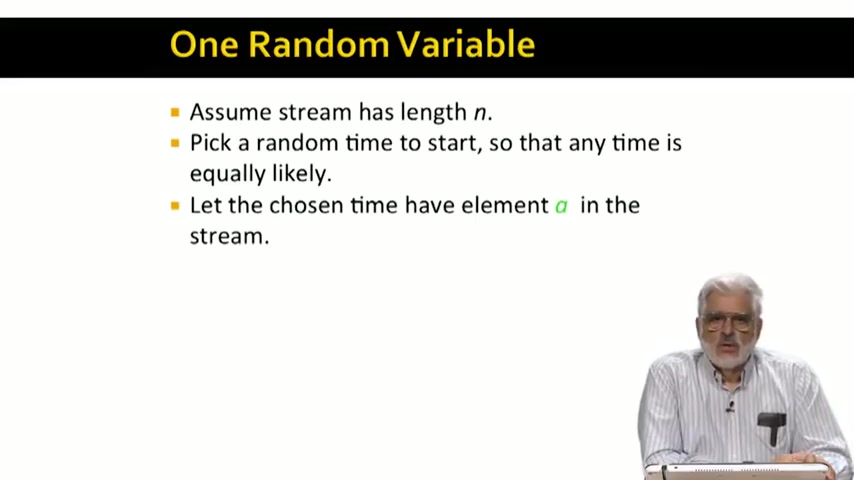 One Random Variable
Assume stream has length n.
Pick a random time to start, so that any time is
equally likely.
Let the chosen time have element a in the
stream.